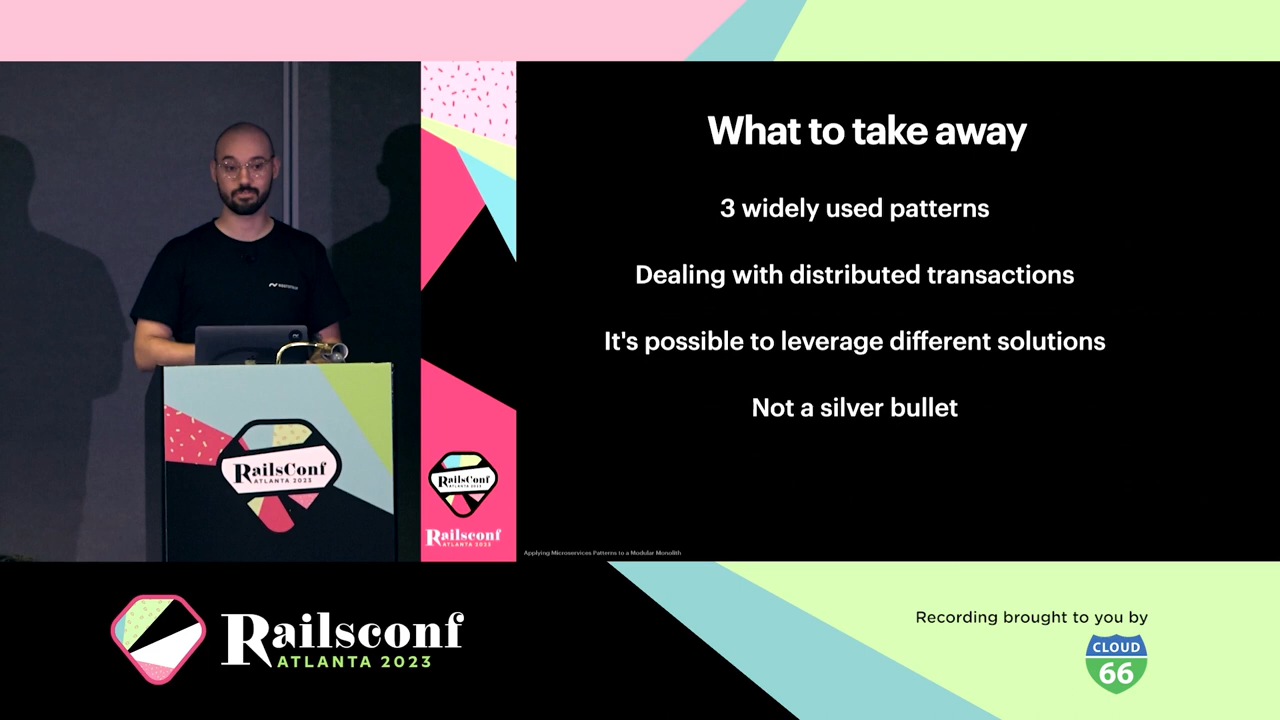 What to take away
3 widely used patterns
Dealing with distributed transactions
It's possible to leverage different solutions
Not a silver bullet
RailsConf
ATLANTA 2023
RailsConf
ATLANTA 2023
Railsconf
ATLANTA 2023
Applying Microservices Patterns to a Modular Monolith
Railsconf
ATLANTA 2023
Recording brought to you by
CLOUD
66